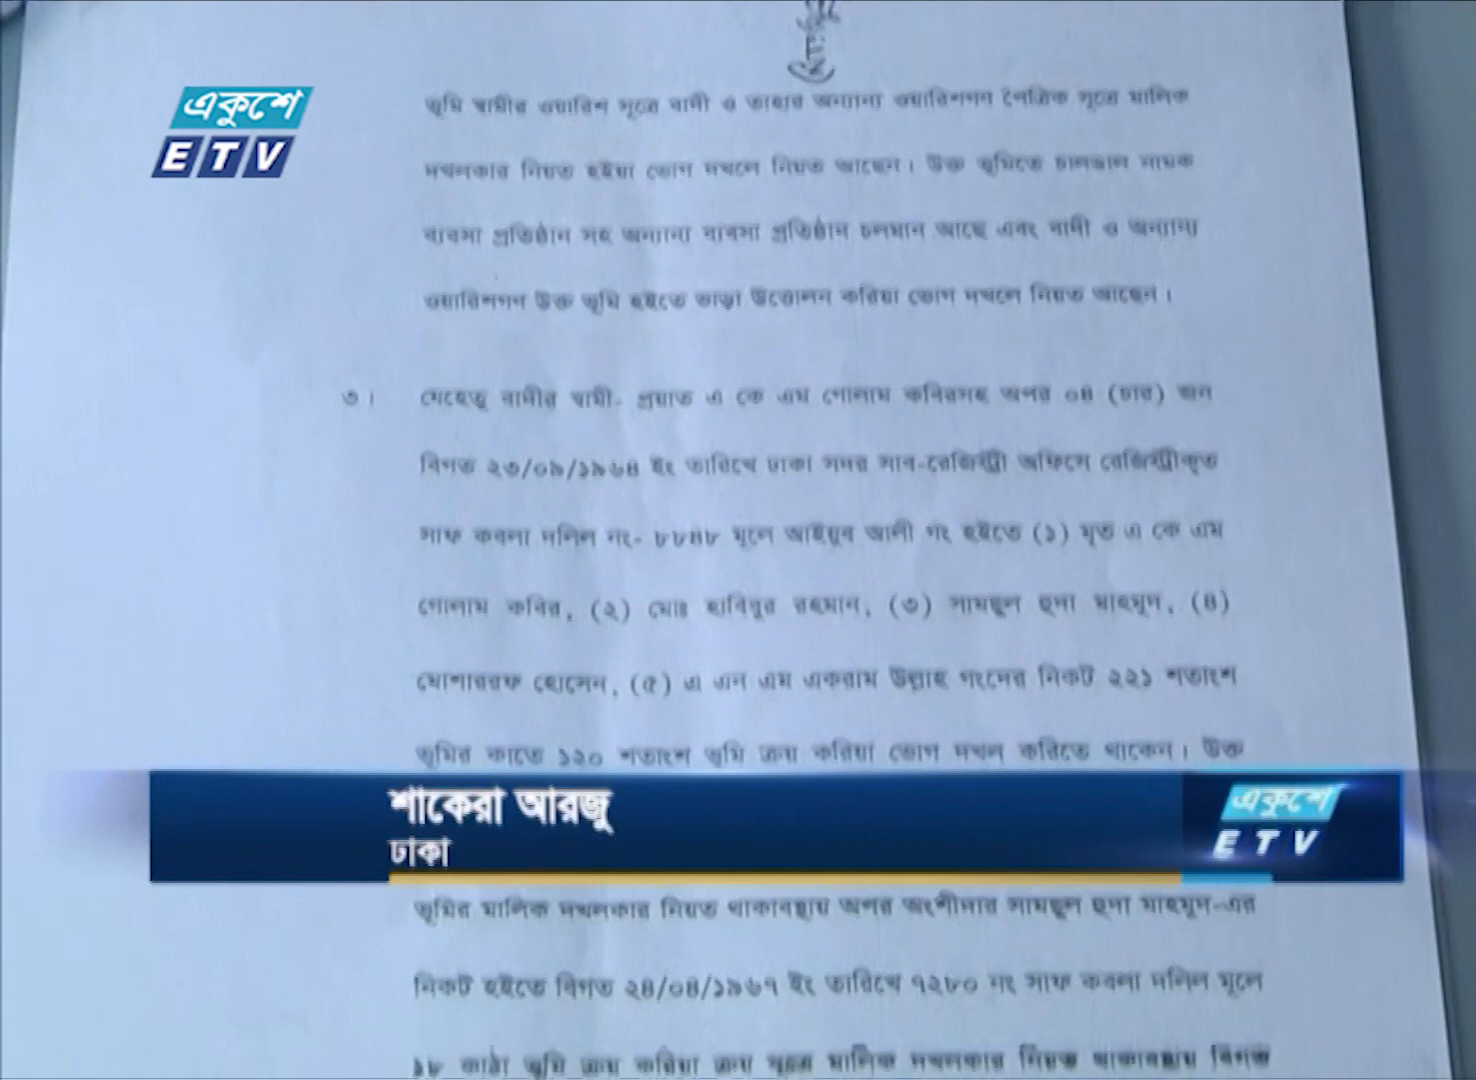 একুশে
ETV
ভূমি স্বামীর ওয়ারিশ সূত্রে বাদী ও তাহার অন্যান্য ওয়ারিশগন পৈত্রিক সূত্রে মালিক
দখলকার নিয়ত হইয়া ভোগ দখলে নিয়ত আছেন। উক্ত ভূমিতে চালডাল নামক
ব্যবসা প্রতিষ্ঠান সহ অন্যান্য ব্যবসা প্রতিষ্ঠান চলমান আছে এবং বাদী ও অন্যান্য
ওয়ারিশগন উক্ত ভূমি হইতে ভাড়া উত্তোলন করিয়া ভোগ দখলে নিয়ত আছেন।
৩। যেহেতু বাদীর স্বামী- প্রয়াত এ কে এম গোলাম কবিরসহ অপর ০৪ (চার) জন
বিগত ২৩/০৯/১৯৬৪ ইং তারিখে ঢাকা সদর সাব-রেজিস্ট্রী অফিসে রেজিস্ট্রীকৃত
সাফ কবলা দলিল নং- ৮৮৪৮ মূলে আইয়ুব আলী গং হইতে (১) মৃত এ কে এম
গোলাম কবির, (২) মোঃ হাবিবুর রহমান, (৩) সামছুল হুদা মাহমুদ, (৪)
মোশাররফ হোসেন, (৫) এ এন এম একরাম উল্লাহ গংদের নিকট ২২১ শতাংশ
ভূমির কাতে ১২০ শতাংশ ভূমি ক্রয় করিয়া ভোগ দখল করিতে থাকেন। উক্ত
শাকেরা আরজু
ঢাকা
একুশে
ETV
ভূমির মালিক দখলকার নিয়ত থাকাবস্থায় অপর অংশীদার সামছুল হুদা মাহমুদ-এর
নিকট হইতে বিগত ২৪/০৪/১৯৬৭ ইং তারিখে ৭২৮০ নং সাফ কবলা দলিল মূলে
কাঠা ভূমি ক্রয় করিয়া ক্রয় সূত্রে মালিক দখলকার নিয়ত থাকাবস্থায় বিগত